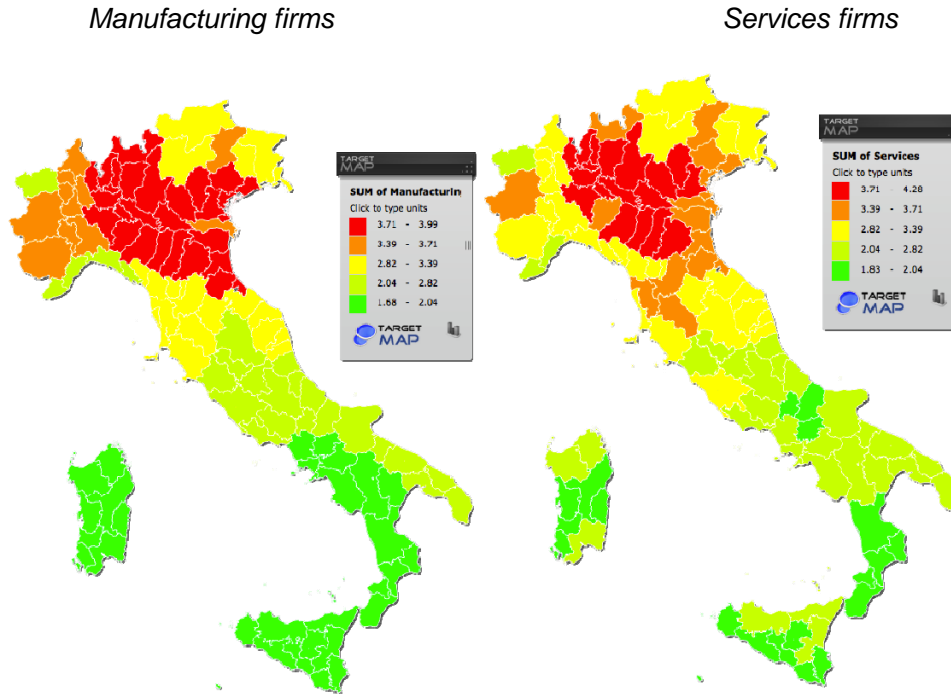 Manufacturing firms
Services firms
TARGET
MAP
SUM of Manufacturin
Click to type units
3.71 - 3.99
3.39 - 3.71
2.82 - 3.39
2.04 - 2.82
1.68 - 2.04
TARGET
MAP
TARGET
MAP
SUM of Services
Click to type units
3.71 - 4.28
3.39 - 3.71
2.82 - 3.39
2.04 - 2.82
1.83 - 2.04
TARGET
MAP